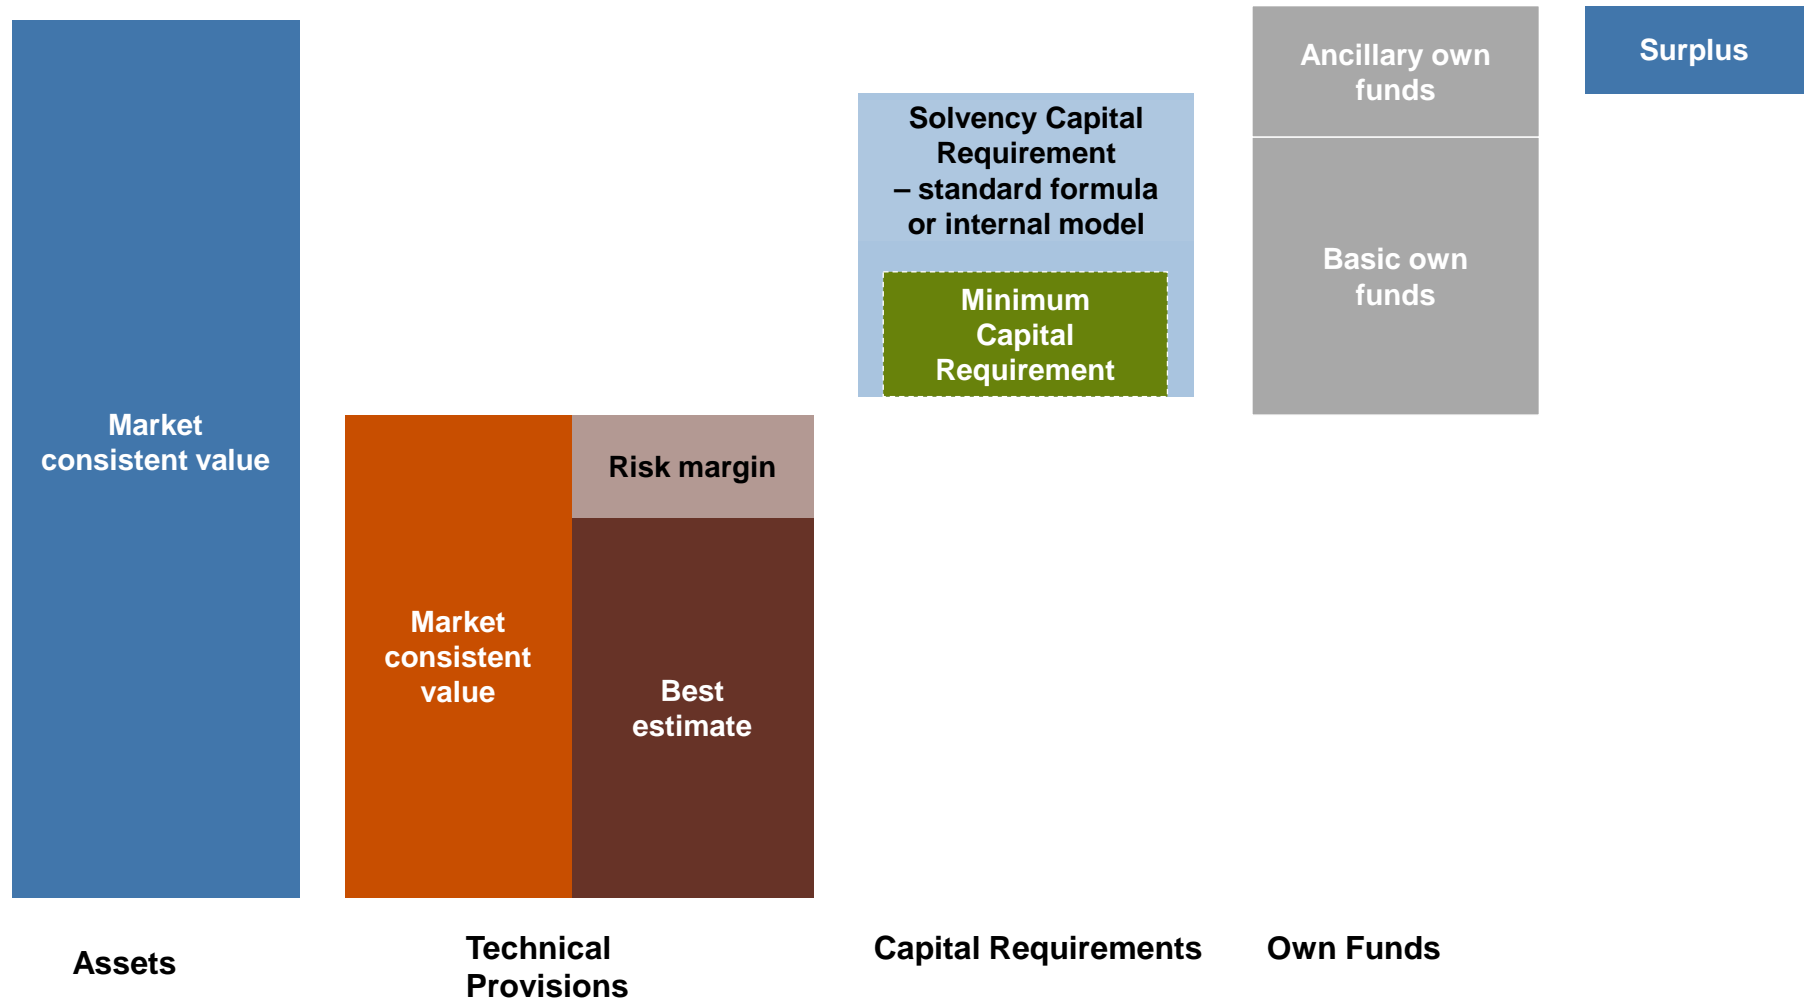 Market
consistent value
Market
consistent
value
Risk margin
Best
estimate
Solvency Capital
Requirement
– standard formula
or internal model
Minimum
Capital
Requirement
Ancillary own
funds
Basic own
funds
Surplus
Assets
Technical
Provisions
Capital Requirements
Own Funds